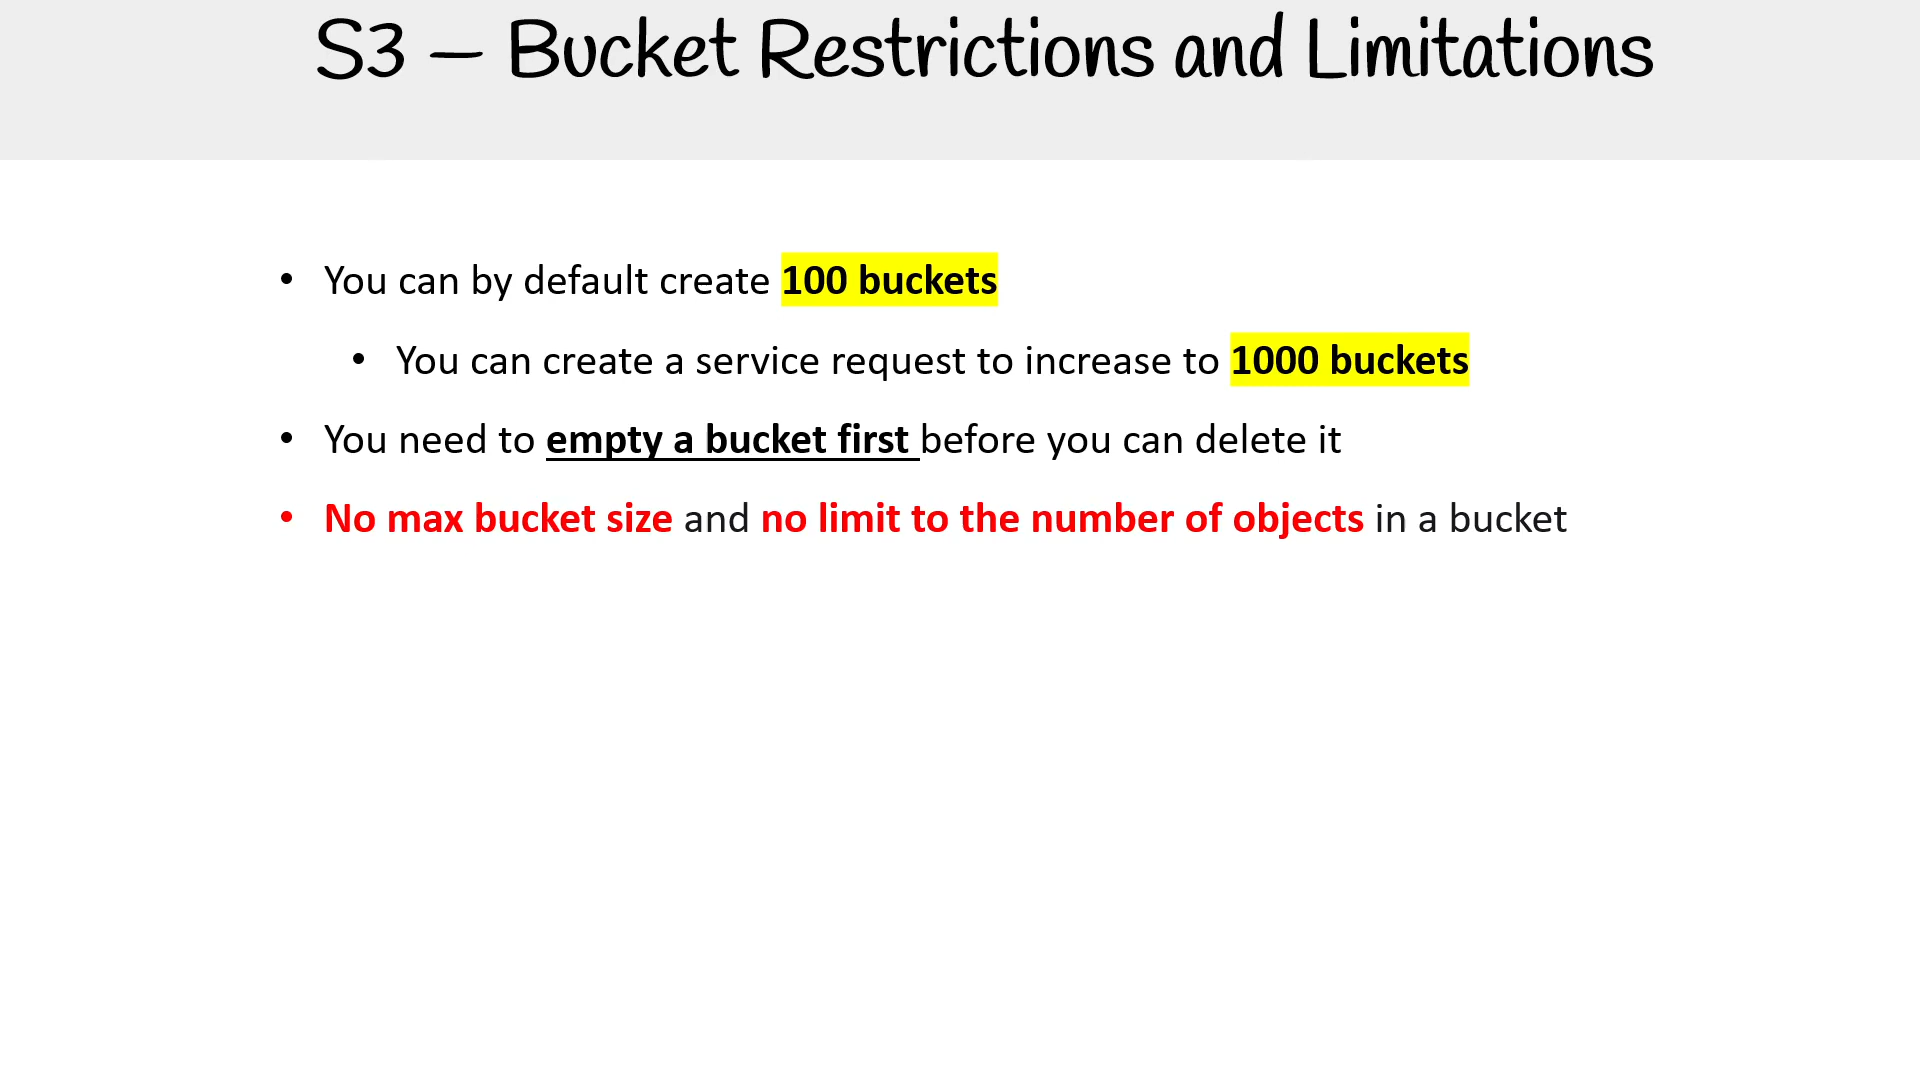 S3 – Bucket Restrictions and Limitations
• You can by default create 100 buckets
• You can create a service request to increase to 1000 buckets
• You need to empty a bucket first before you can delete it
• No max bucket size and no limit to the number of objects in a bucket